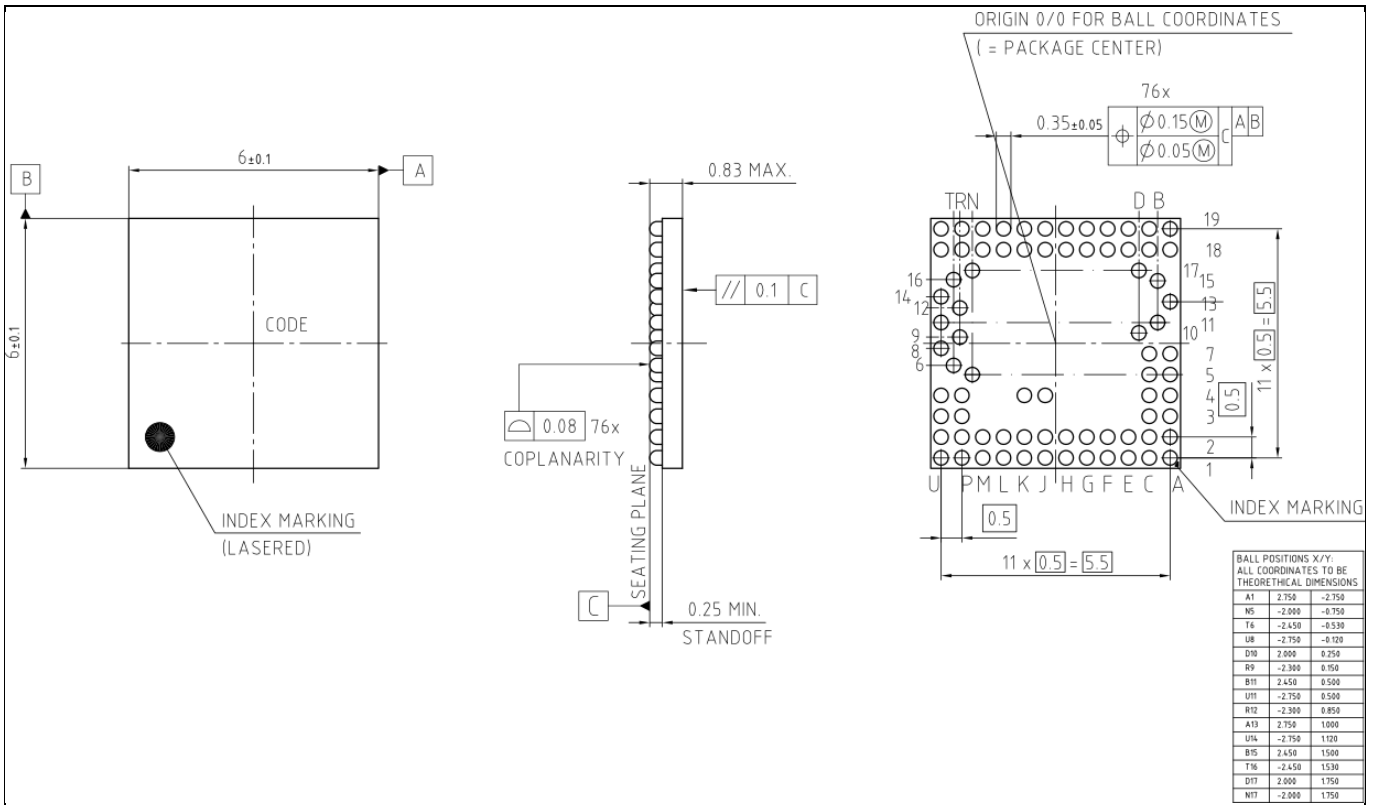 ORIGIN 0/0 FOR BALL COORDINATES
( = PACKAGE CENTER)
76x
0.35±0.05
⌀0.15Ⓜ
⌀0.05Ⓜ
C
A B
6±0.1
A
B
0.83 MAX.
TRN
D B
19
18
17
16
15
14
13
12
11
10
9
8
7
6
5
4
3
2
1
// 0.1 C
CODE
6±0.1
0.08 76x
COPLANARITY
11 x 0.5 = 5.5
0.5
U PMLKJHGFEC A
INDEX MARKING
INDEX MARKING
(LASERED)
SEATING PLANE
C
0.25 MIN.
STANDOFF
0.5
11 x 0.5 = 5.5
BALL POSITIONS X/Y:
ALL COORDINATES TO BE
THEORETHICAL DIMENSIONS
A1 2.750 -2.750
N5 -2.000 -0.750
T6 -2.450 -0.530
U8 -2.750 -0.120
D10 2.000 0.250
R9 -2.300 0.150
B11 2.450 0.500
U11 -2.750 0.500
R12 -2.300 0.850
A13 2.750 1.000
U14 -2.750 1.120
B15 2.450 1.500
T16 -2.450 1.530
D17 2.000 1.750
N17 -2.000 1.750